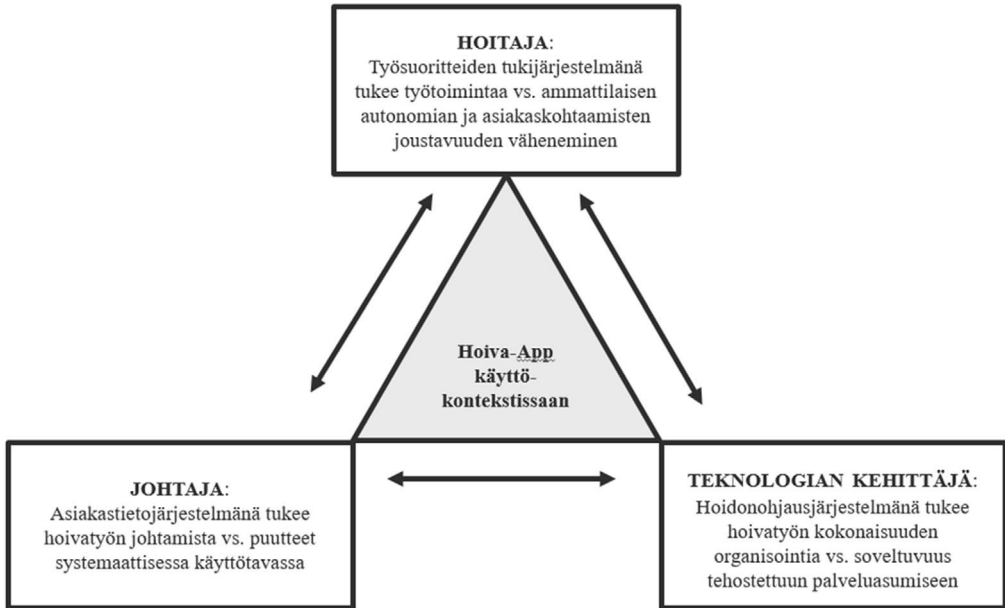 HOITAJA:
Työsuoritteiden tukijärjestelmänä
tukee työtoimintaa vs. ammattilaisen
autonomian ja asiakaskohtaamisten
joustavuuden väheneminen
Hoiva-App
käyttö-
kontekstissaan
JOHTAJA:
Asiakastietojärjestelmänä tukee
hoivatyön johtamista vs. puutteet
systemaattisessa käyttötavassa
TEKNOLOGIAN KEHITTÄJÄ:
Hoidonohjausjärjestelmänä tukee
hoivatyön kokonaisuuden
organisointia vs. soveltuvuus
tehostettuun palveluasumiseen